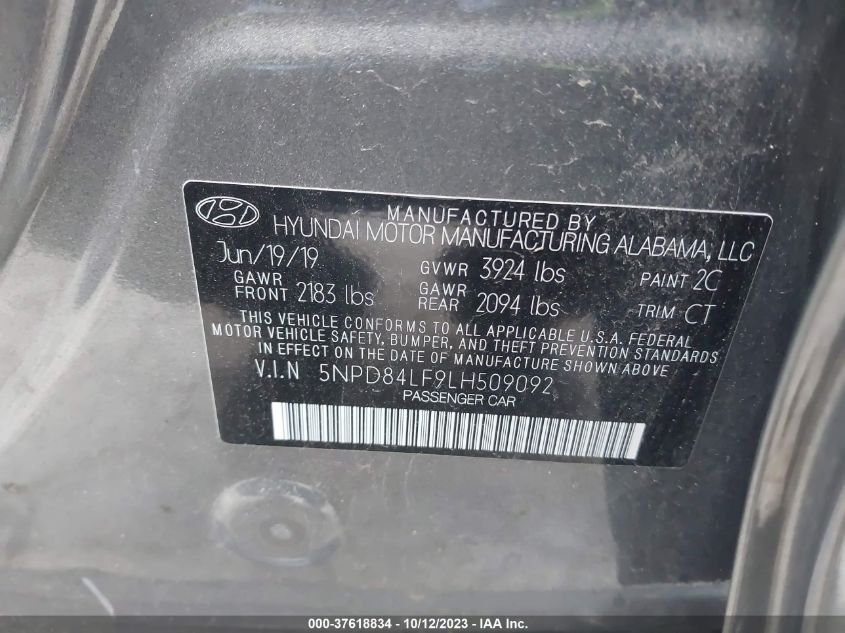 MANUFACTURED BY
HYUNDAI MOTOR MANUFACTURING ALABAMA, LLC
Jun/19/19 GVWR 3924 lbs PAINT 2C
GAWR FRONT 2183 lbs GAWR REAR 2094 lbs TRIM CT
THIS VEHICLE CONFORMS TO ALL APPLICABLE U.S.A. FEDERAL
MOTOR VEHICLE SAFETY, BUMPER, AND THEFT PREVENTION STANDARDS
IN EFFECT ON THE DATE OF MANUFACTURE SHOWN ABOVE.
V.I.N 5NPD84LF9LH509092
PASSENGER CAR
000-37618834 - 10/12/2023 - IAA Inc.